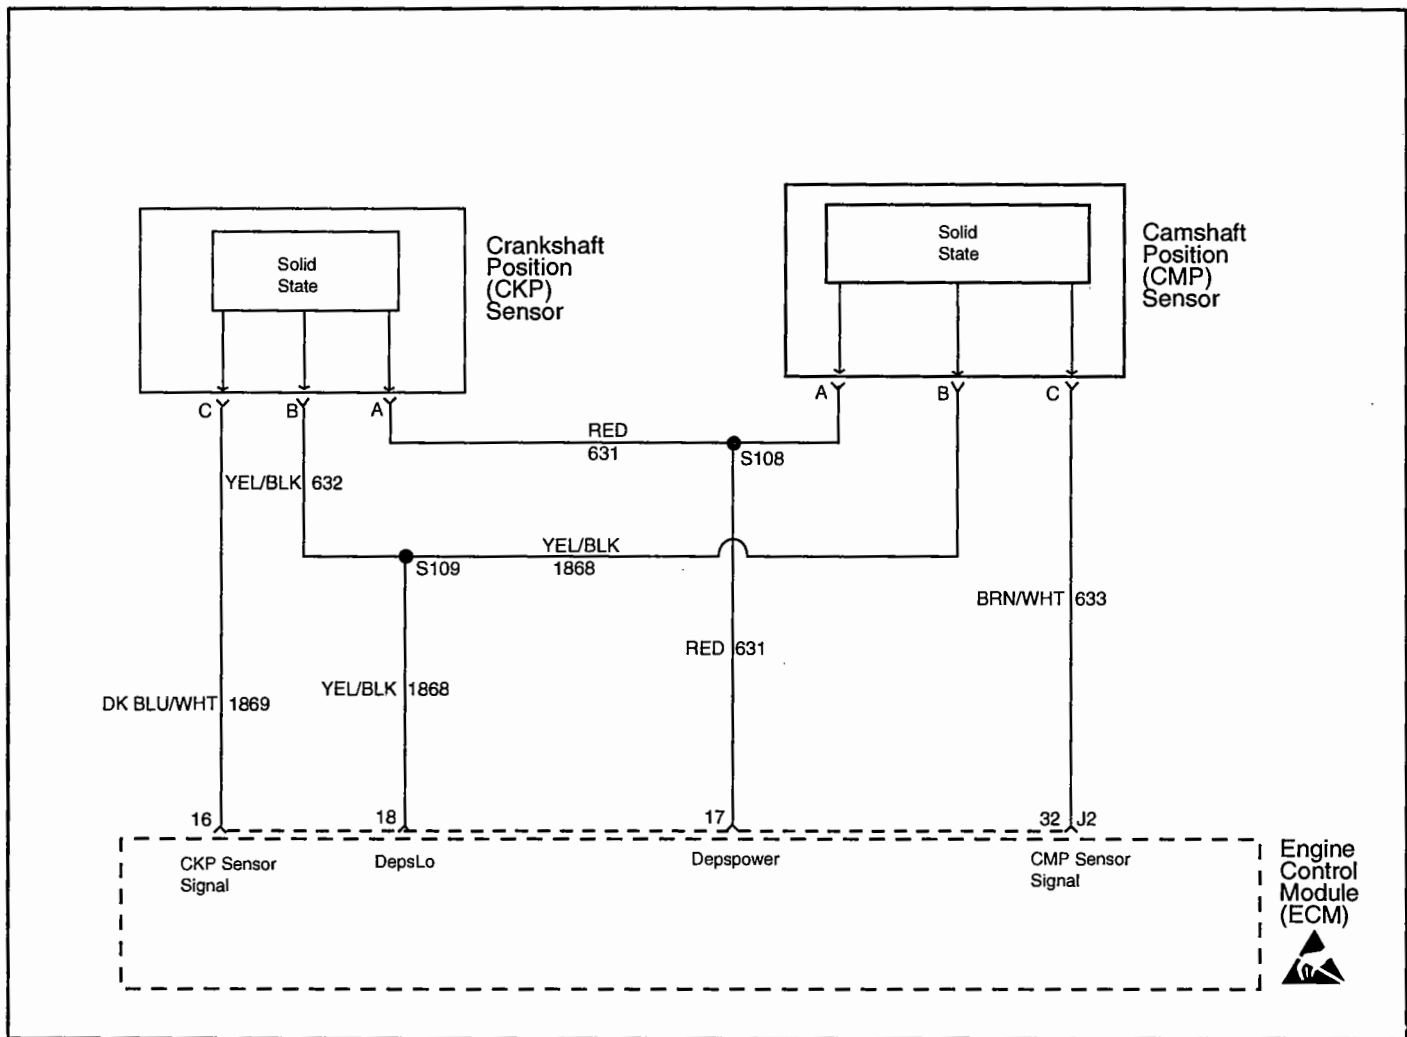 Solid
State
Crankshaft
Position
(CKP)
Sensor
Solid
State
Camshaft
Position
(CMP)
Sensor
C
B
A
A
B
C
RED
631
S108
YEL/BLK 632
YEL/BLK
1868
S109
BRN/WHT 633
RED 631
YEL/BLK 1868
DK BLU/WHT 1869
16
18
17
32 J2
CKP Sensor
Signal
DepsLo
Depspower
CMP Sensor
Signal
Engine
Control
Module
(ECM)